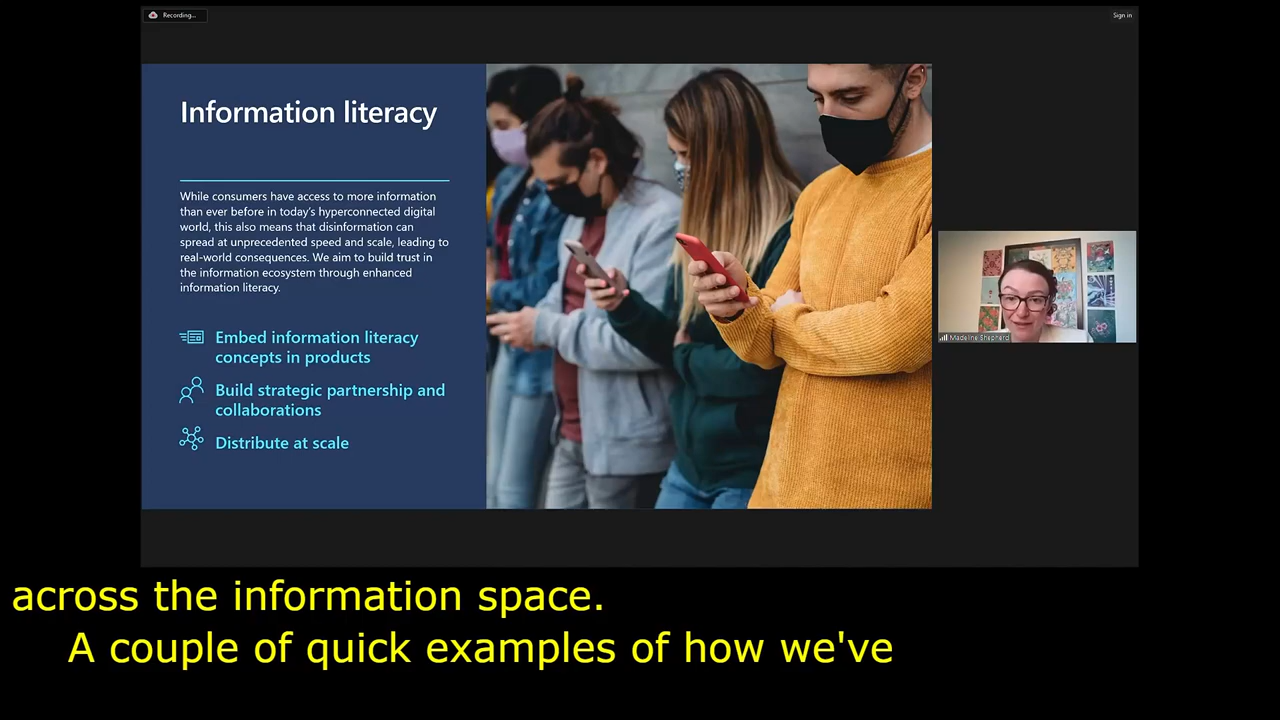 Recording...
Sign in
Information literacy
While consumers have access to more information
than ever before in today's hyperconnected digital
world, this also means that disinformation can
spread at unprecedented speed and scale, leading to
real-world consequences. We aim to build trust in
the information ecosystem through enhanced
information literacy.
Embed information literacy
concepts in products
Build strategic partnership and
collaborations
Distribute at scale
Madeline Shepherd
across the information space.
A couple of quick examples of how we've